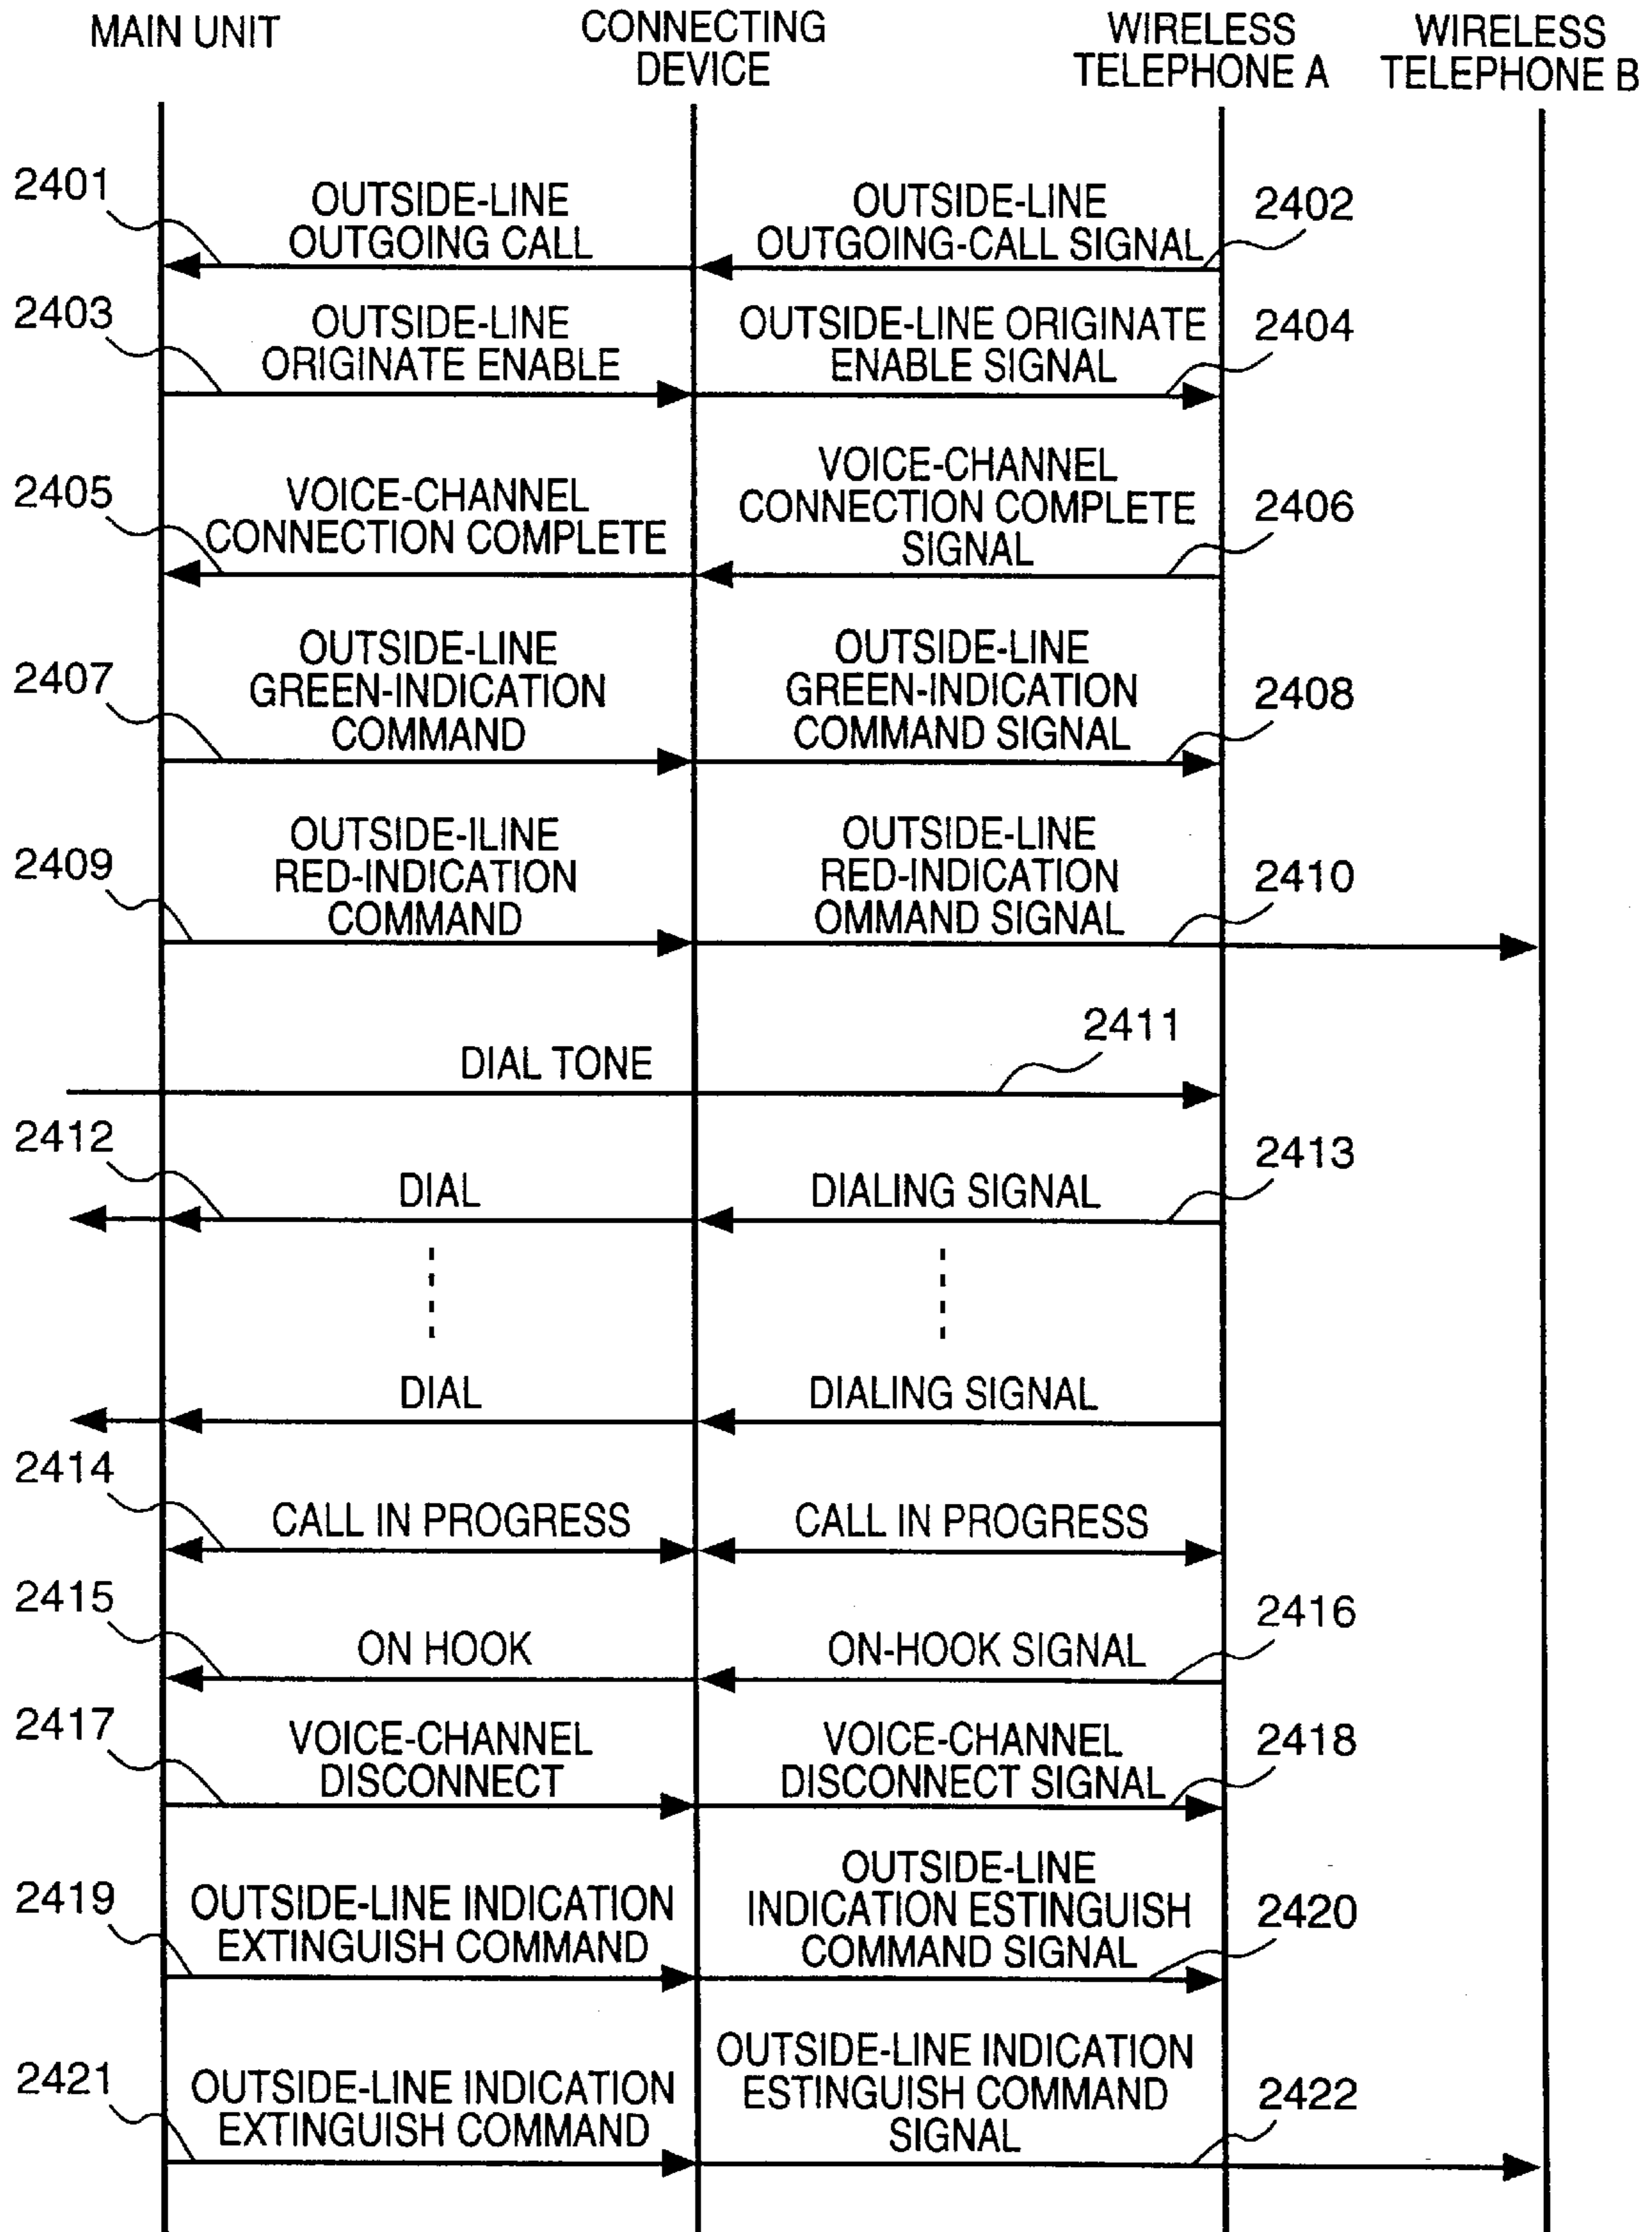 MAIN UNIT
CONNECTING
DEVICE
WIRELESS
TELEPHONE A
WIRELESS
TELEPHONE B
2401
OUTSIDE-LINE
OUTGOING CALL
OUTSIDE-LINE
OUTGOING-CALL SIGNAL
2402
2403
OUTSIDE-LINE
ORIGINATE ENABLE
OUTSIDE-LINE ORIGINATE
ENABLE SIGNAL
2404
2405
VOICE-CHANNEL
CONNECTION COMPLETE
VOICE-CHANNEL
CONNECTION COMPLETE
SIGNAL
2406
2407
OUTSIDE-LINE
GREEN-INDICATION
COMMAND
OUTSIDE-LINE
GREEN-INDICATION
COMMAND SIGNAL
2408
2409
OUTSIDE-ILINE
RED-INDICATION
COMMAND
OUTSIDE-LINE
RED-INDICATION
OMMAND SIGNAL
2410
DIAL TONE
2411
2412
DIAL
DIALING SIGNAL
2413
DIAL
DIALING SIGNAL
2414
CALL IN PROGRESS
CALL IN PROGRESS
2415
ON HOOK
ON-HOOK SIGNAL
2416
2417
VOICE-CHANNEL
DISCONNECT
VOICE-CHANNEL
DISCONNECT SIGNAL
2418
2419
OUTSIDE-LINE INDICATION
EXTINGUISH COMMAND
OUTSIDE-LINE
INDICATION ESTINGUISH
COMMAND SIGNAL
2420
2421
OUTSIDE-LINE INDICATION
EXTINGUISH COMMAND
OUTSIDE-LINE INDICATION
ESTINGUISH COMMAND
SIGNAL
2422